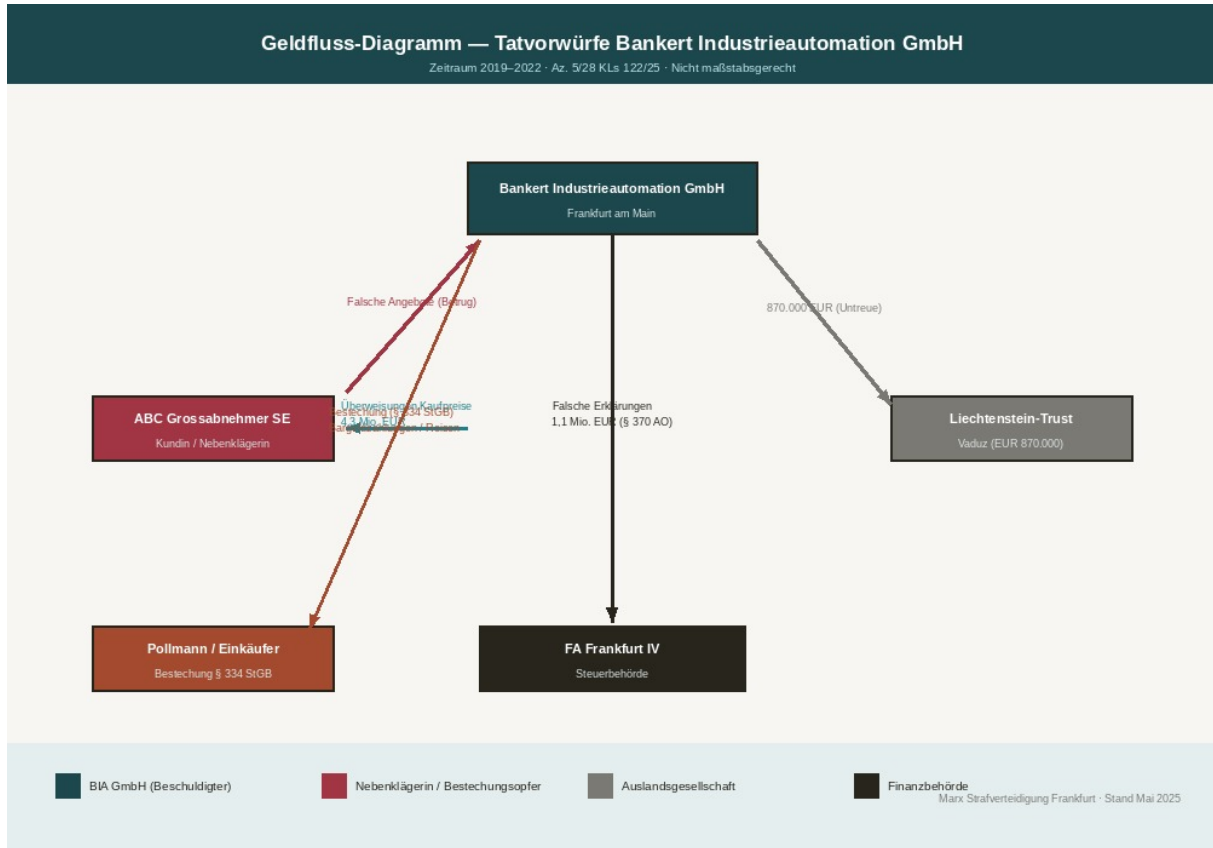 Geldfluss-Diagramm — Tatvorwürfe Bankert Industrieautomation GmbH
Zeitraum 2019–2022 · Az. 5/28 KLs 122/25 · Nicht maßstabsgerecht
Bankert Industrieautomation GmbH
Frankfurt am Main
Falsche Angebote (Betrug)
870.000 EUR (Untreue)
Überweisungen Kaufpreise
4,3 Mio. EUR
(§ 334 StGB)
/ Reisen
Falsche Erklärungen
1,1 Mio. EUR (§ 370 AO)
ABC Grossabnehmer SE
Kundin / Nebenklägerin
Liechtenstein-Trust
Vaduz (EUR 870.000)
Pollmann / Einkäufer
Bestechung § 334 StGB
FA Frankfurt IV
Steuerbehörde
BIA GmbH (Beschuldigter)
Nebenklägerin / Bestechungsopfer
Auslandsgesellschaft
Finanzbehörde
Marx Strafverteidigung Frankfurt · Stand Mai 2025